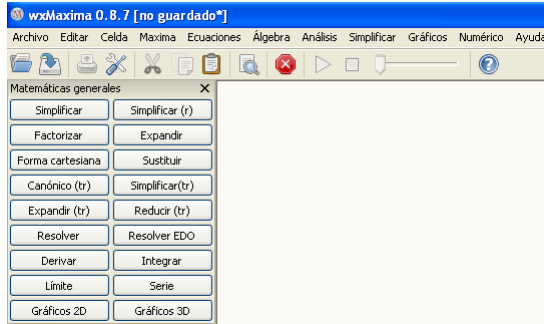 wxMaxima 0.8.7 [no guardado*]
Archivo Editar Celda Maxima Ecuaciones Álgebra Análisis Simplificar Gráficos Numérico Ayuda
Matemáticas generales
Simplificar Simplificar (r)
Factorizar Expandir
Forma cartesiana Sustituir
Canónico (tr) Simplificar(tr)
Expandir (tr) Reducir (tr)
Resolver Resolver EDO
Derivar Integrar
Límite Serie
Gráficos 2D Gráficos 3D